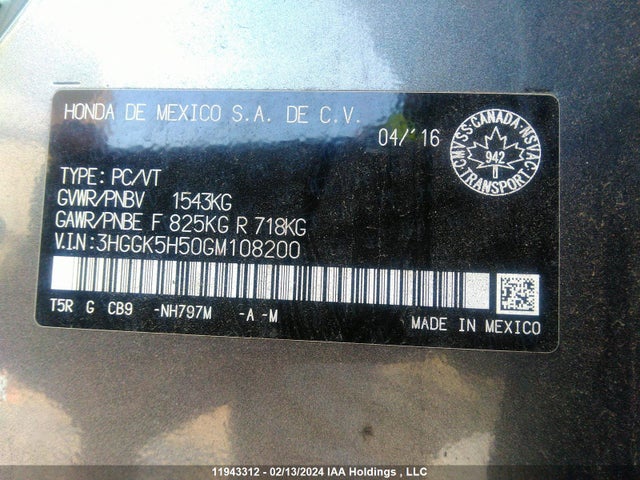 HONDA DE MEXICO S.A. DE C.V.
04/'16
CMVSS·CANADA·NSVAC
942
TRANSPORT
TYPE: PC/VT
GVWR/PNBV 1543KG
GAWR/PNBE F 825KG R 718KG
V.I.N: 3HGGK5H50GM108200
T5R G CB9 -NH797M -A -M
MADE IN MEXICO
11943312 - 02/13/2024 IAA Holdings , LLC